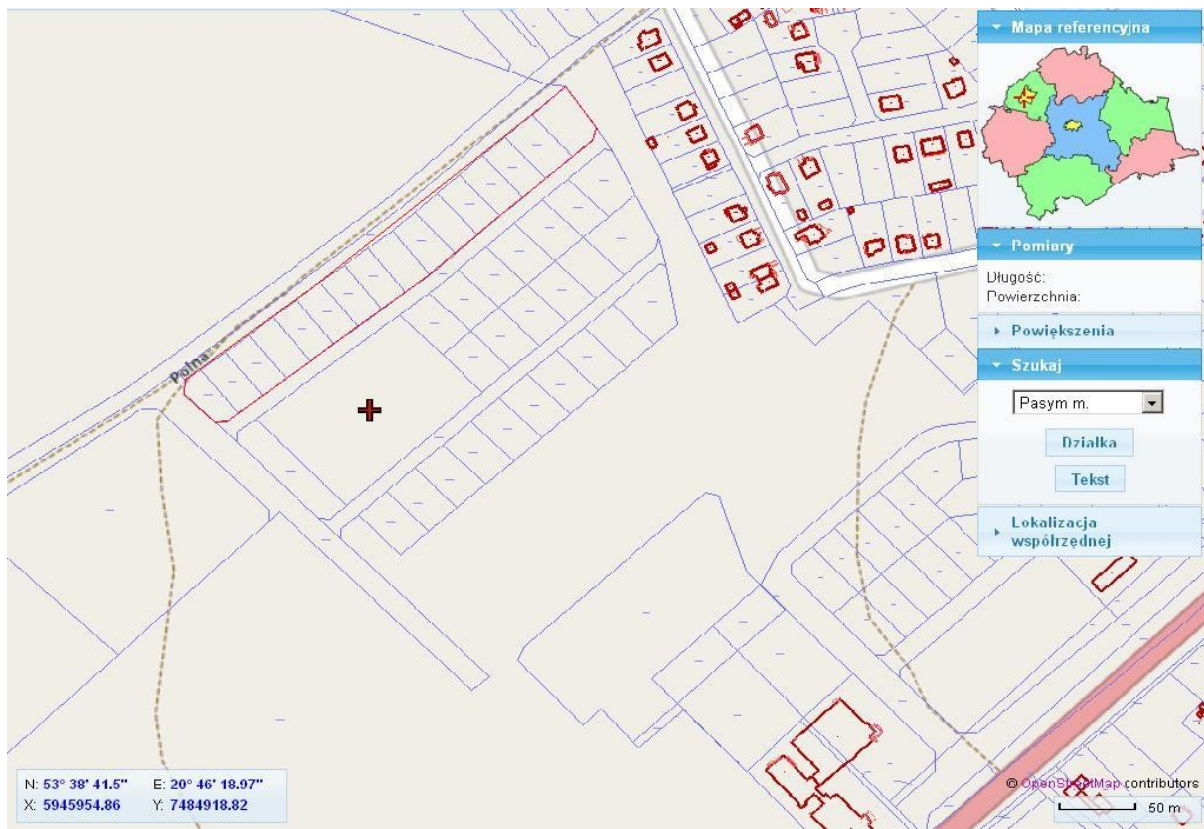 Mapa referencyjna
Pomiary
Długość:
Powierzchnia:
Powiększenia
Szukaj
Pasym m.
Działka
Tekst
Lokalizacja
współrzędnej
Polna
N: 53° 38' 41.5" E: 20° 46' 18.97"
X: 5945954.86 Y: 7484918.82
© OpenStreetMap contributors
50 m